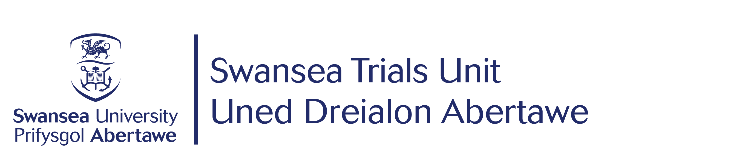 Swansea University
Prifysgol Abertawe
Swansea Trials Unit
Uned Dreialon Abertawe